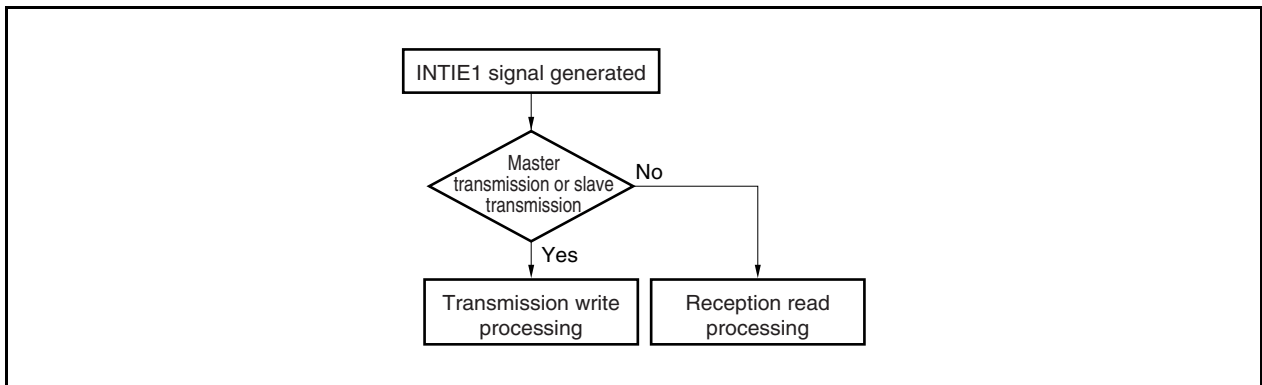 INTIE1 signal generated
Master
transmission or slave
transmission
No
Yes
Transmission write
processing
Reception read
processing